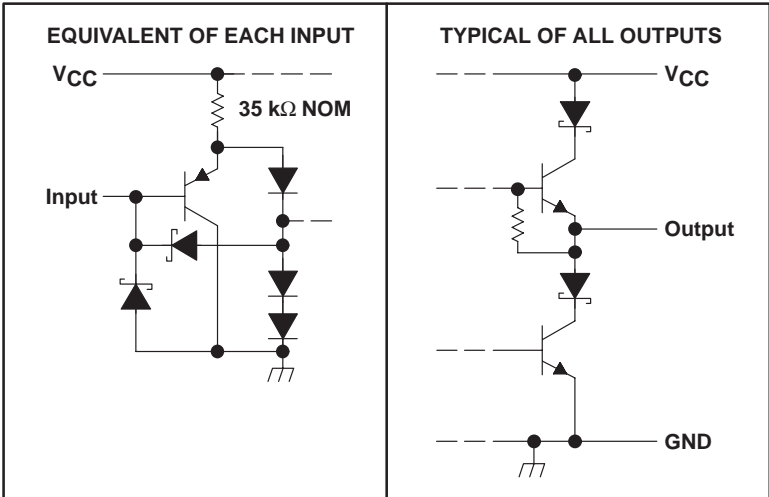 EQUIVALENT OF EACH INPUT
VCC
35 kΩ NOM
Input
TYPICAL OF ALL OUTPUTS
VCC
Output
GND